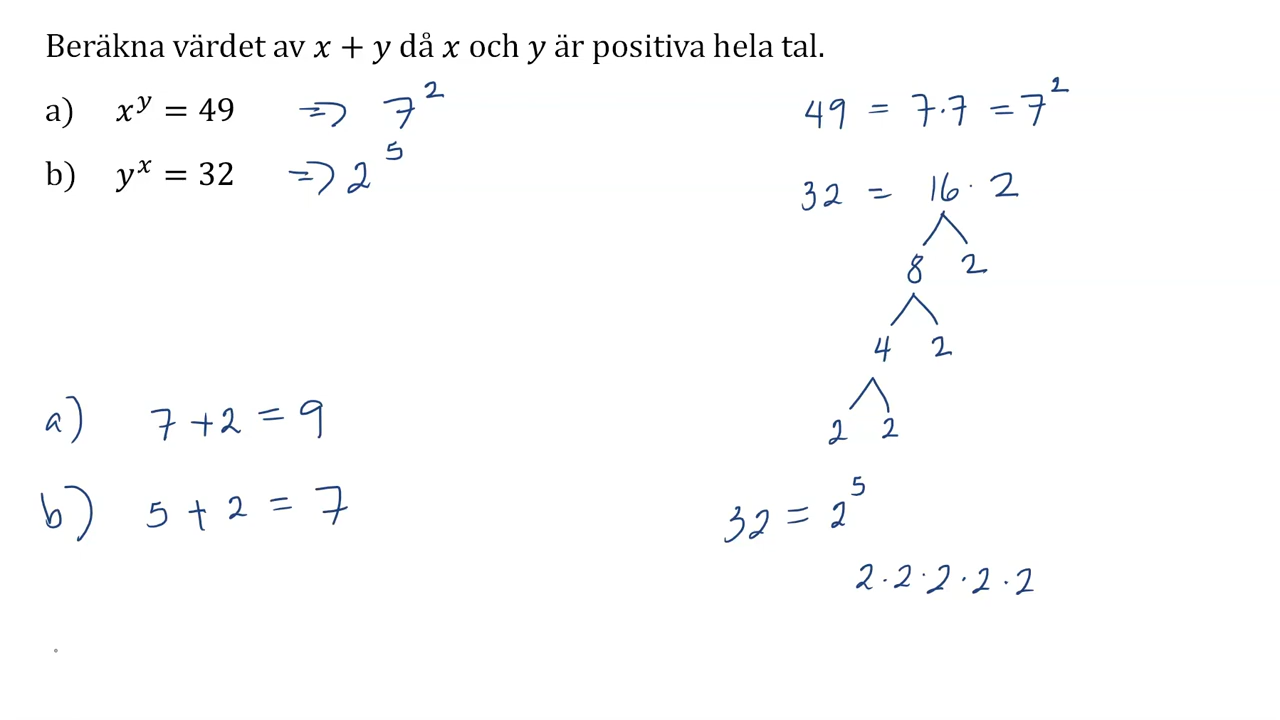 Beräkna värdet av x + y då x och y är positiva hela tal.
a) x^y = 49 => 7^2
49 = 7·7 = 7^2
b) y^x = 32 => 2^5
32 = 16·2
8 2
4 2
2 2
a) 7+2 = 9
b) 5 + 2 = 7
32 = 2^5
2·2·2·2·2